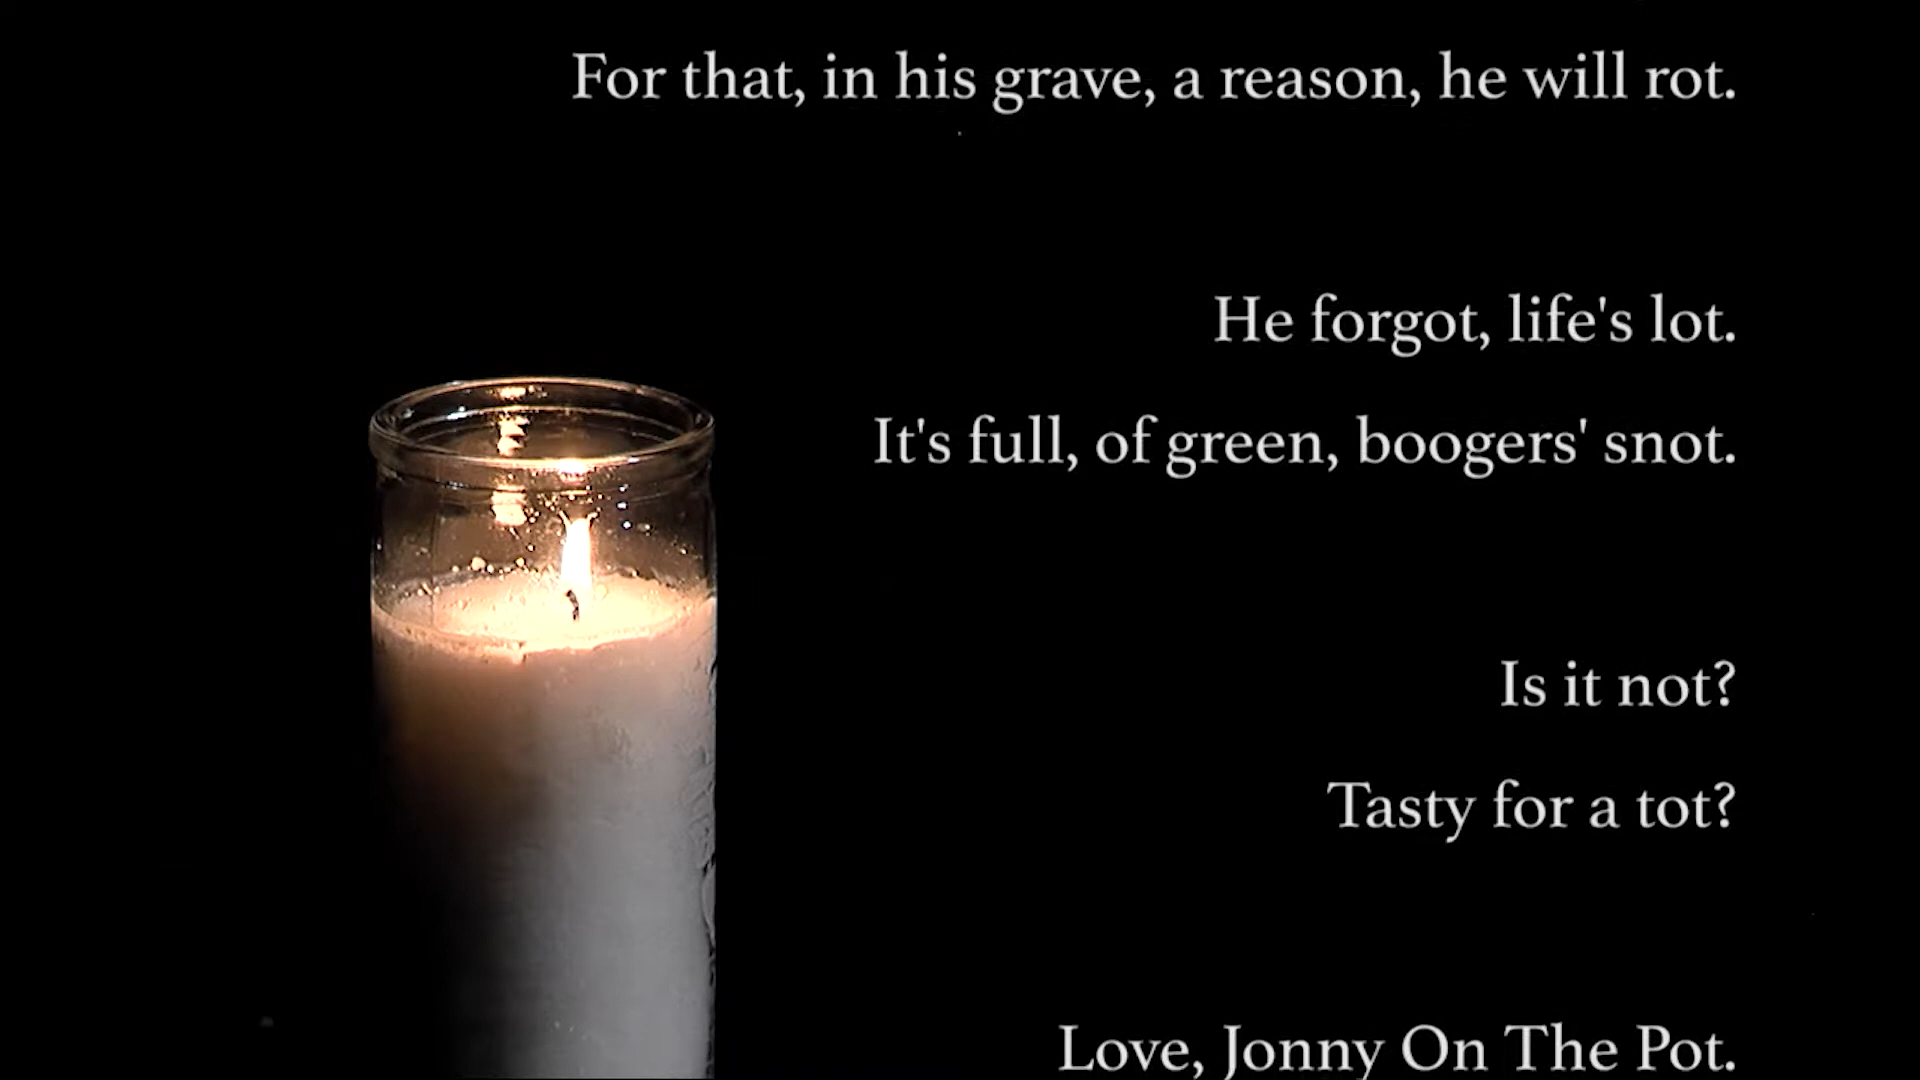 For that, in his grave, a reason, he will rot.
He forgot, life's lot.
It's full, of green, boogers' snot.
Is it not?
Tasty for a tot?
Love, Jonny On The Pot.